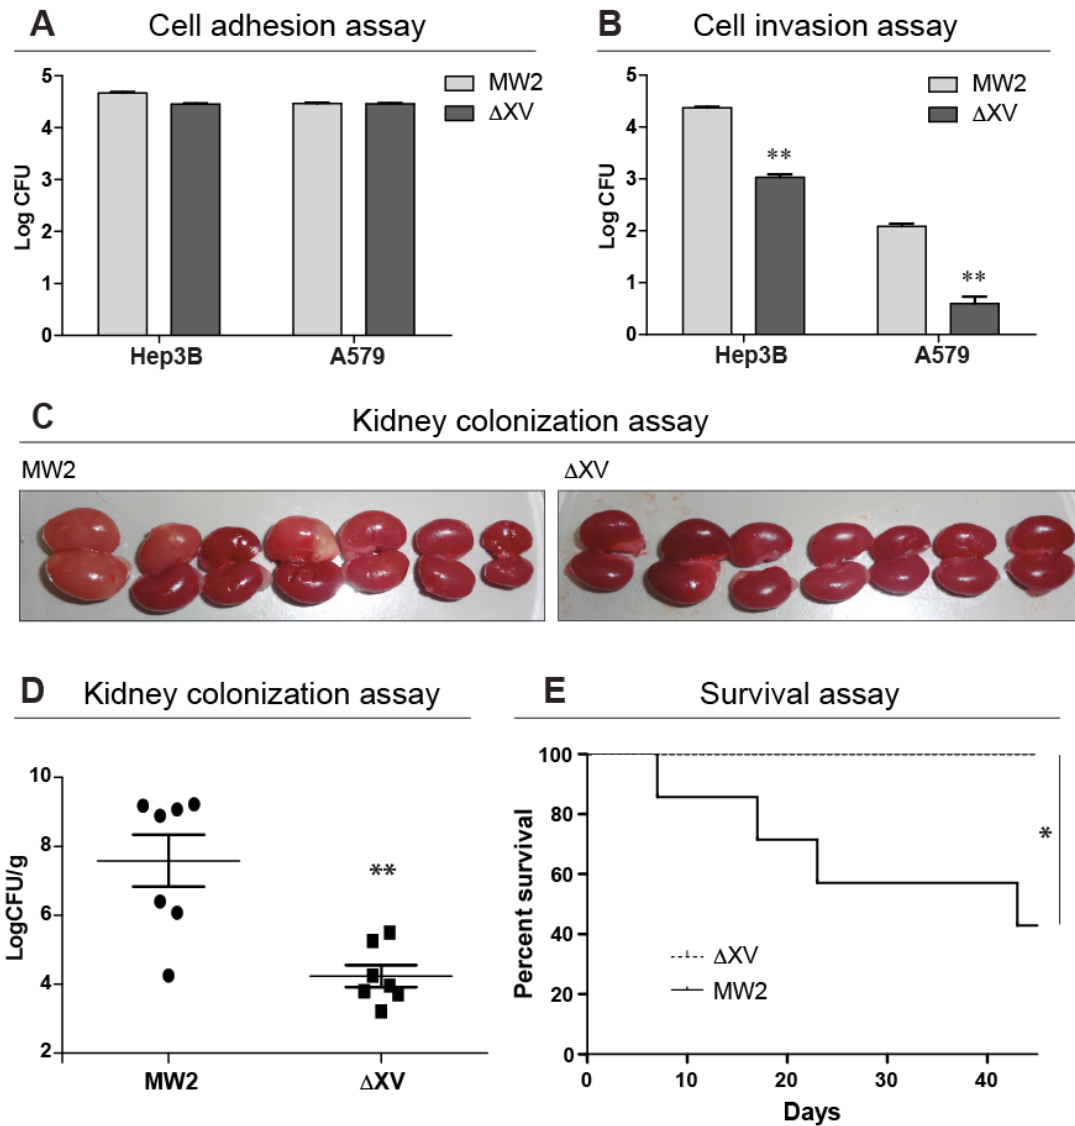 A Cell adhesion assay
5
4
3
2
1
0
Log CFU
MW2
ΔXV
Hep3B A579
B Cell invasion assay
5
4
3
2
1
0
Log CFU
MW2
ΔXV
**
**
Hep3B A579
C Kidney colonization assay
MW2 ΔXV
D Kidney colonization assay
10
8
6
4
2
LogCFU/g
**
MW2 ΔXV
E Survival assay
100
80
60
40
20
0
Percent survival
ΔXV
MW2
*
0 10 20 30 40
Days